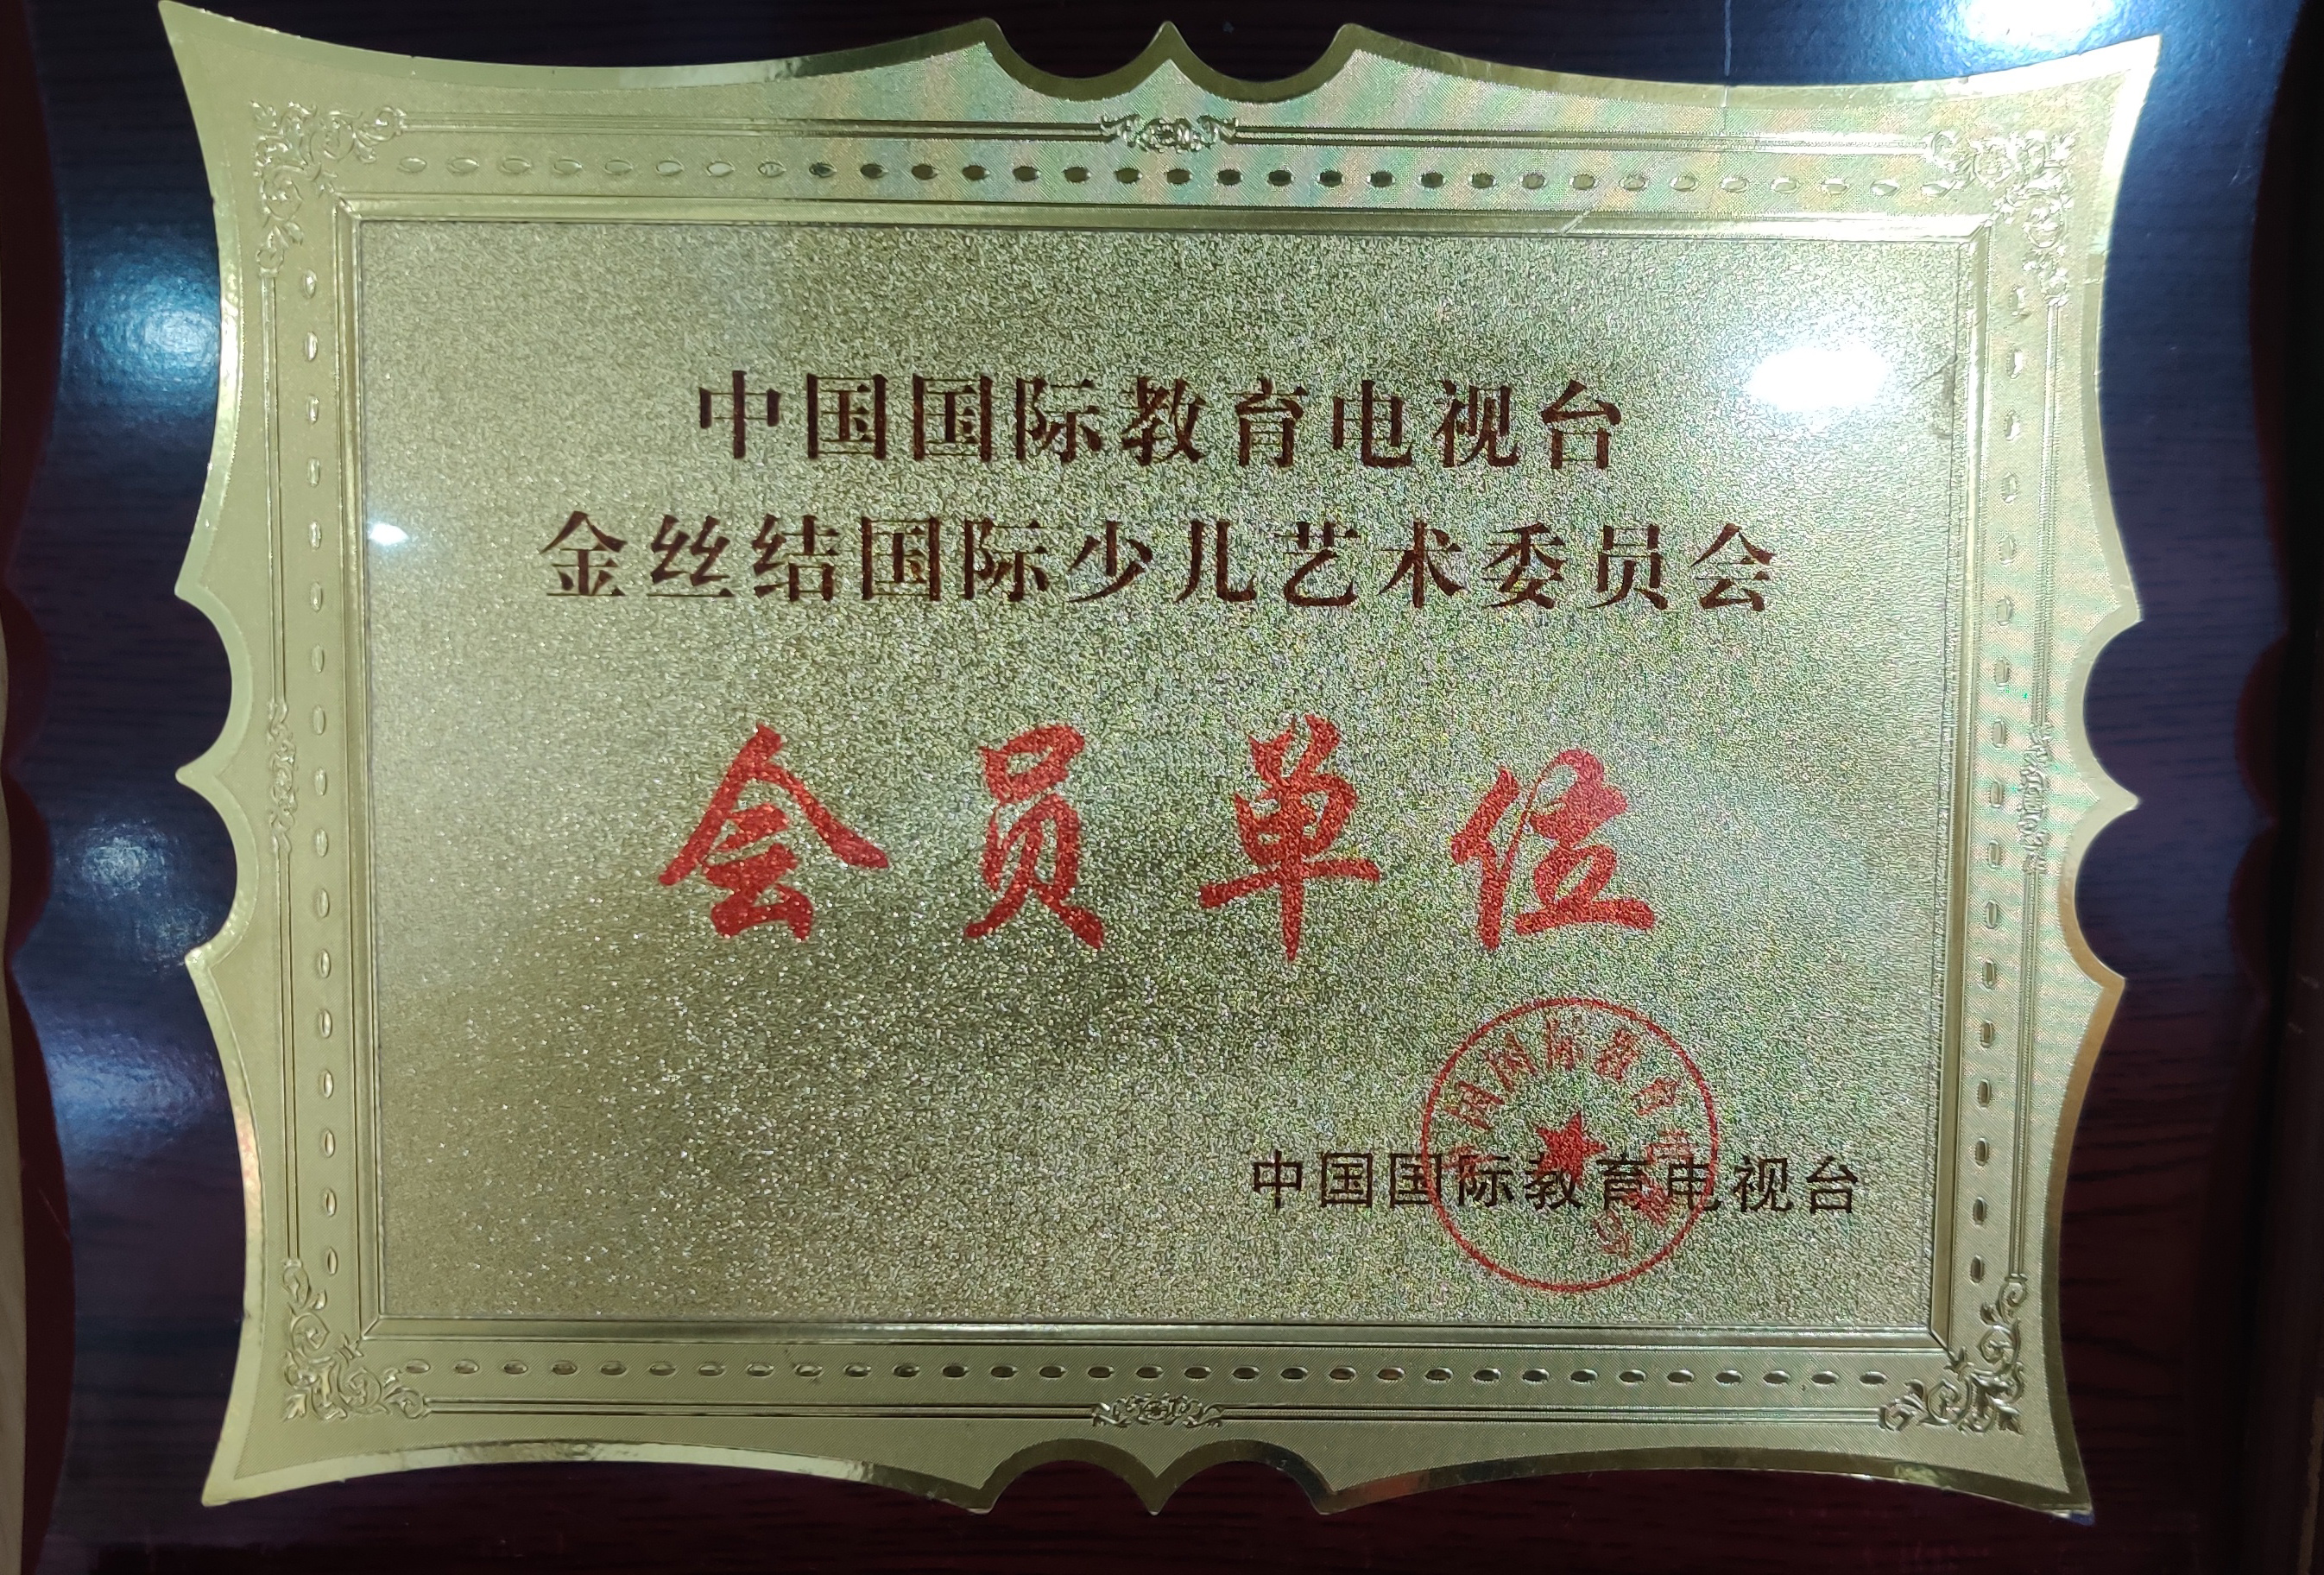 中国国际教育电视台
金丝结国际少儿艺术委员会
会员单位
中国国际教育电视台